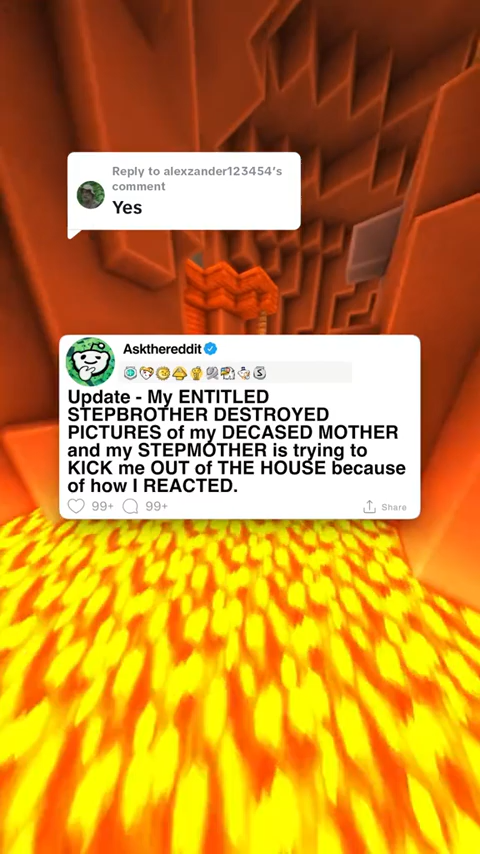 Reply to alexzander123454's
comment
Yes
Askthereddit
Update - My ENTITLED
STEPBROTHER DESTROYED
PICTURES of my DECASED MOTHER
and my STEPMOTHER is trying to
KICK me OUT of THE HOUSE because
of how I REACTED.
99+ 99+ Share